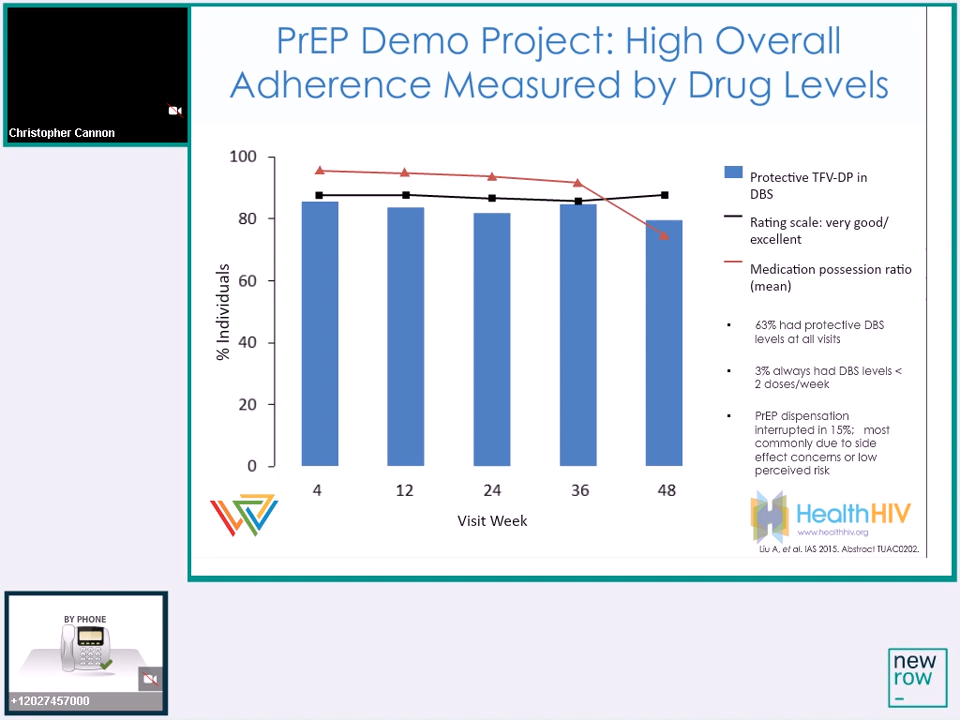 Christopher Cannon
PrEP Demo Project: High Overall
Adherence Measured by Drug Levels
% Individuals
100
80
60
40
20
0
4 12 24 36 48
Visit Week
Protective TFV-DP in
DBS
Rating scale: very good/
excellent
Medication possession ratio
(mean)
▪ 63% had protective DBS
levels at all visits
▪ 3% always had DBS levels <
2 doses/week
▪ PrEP dispensation
interrupted in 15%; most
commonly due to side
effect concerns or low
perceived risk
HealthHIV
www.healthhiv.org
Liu A, et al. IAS 2015. Abstract TUAC0202.
BY PHONE
+12027457000
new
row